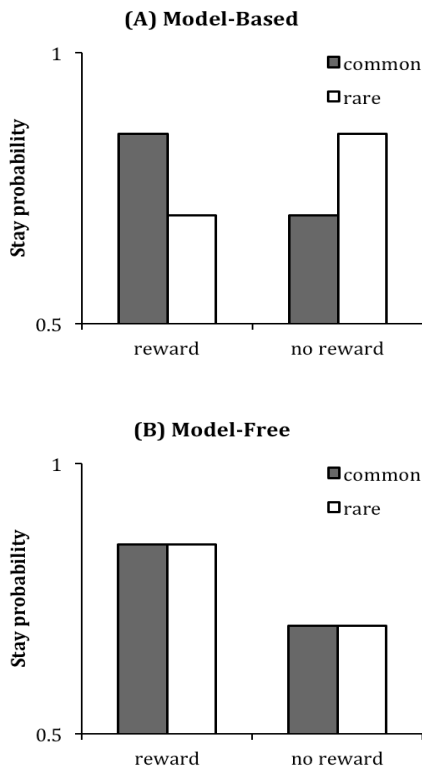 (A) Model-Based
1
common
rare
Stay probability
0.5
reward no reward
(B) Model-Free
1
common
rare
Stay probability
0.5
reward no reward